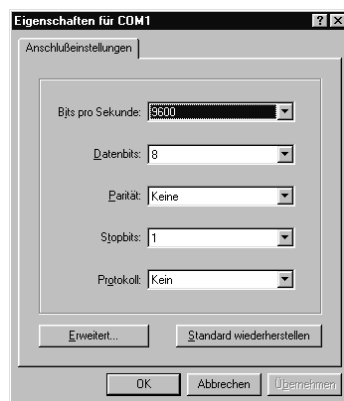 Eigenschaften für COM1
Anschlußeinstellungen
Bits pro Sekunde: 9600
Datenbits: 8
Parität: Keine
Stopbits: 1
Protokoll: Kein
Erweitert... Standard wiederherstellen
OK Abbrechen Übernehmen